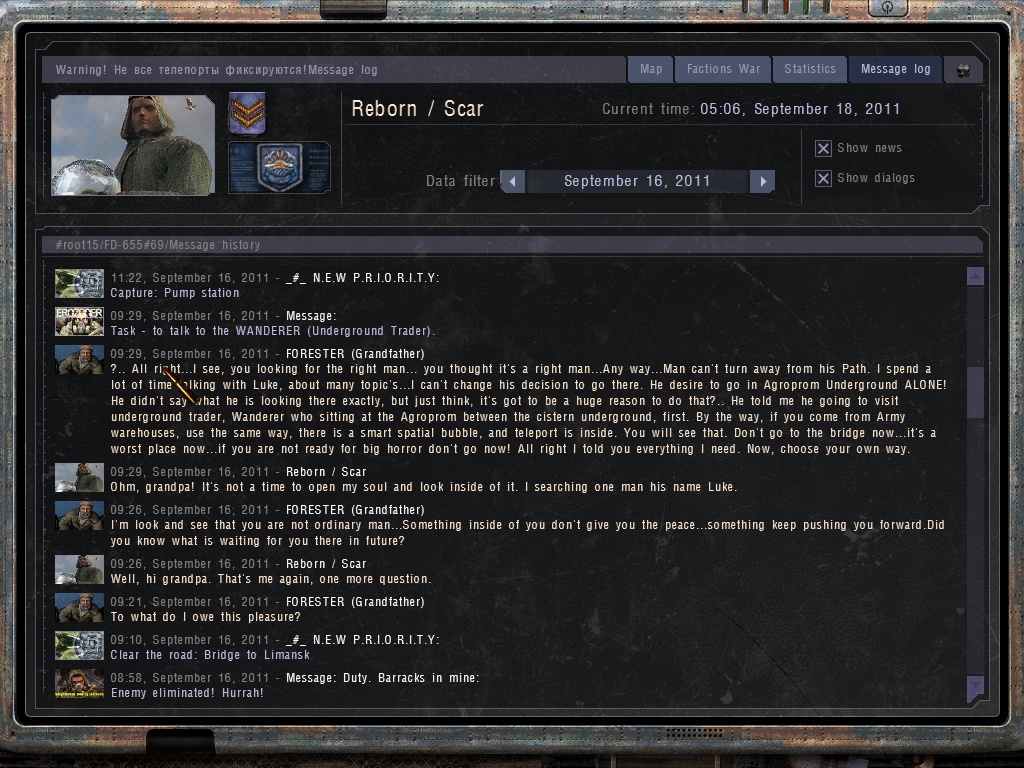 Warning! Не все телепорты фиксируются!Message log
Map
Factions War
Statistics
Message log
Reborn / Scar
Current time: 05:06, September 18, 2011
Show news
Data filter
September 16, 2011
Show dialogs
#root15/FD-655#69/Message history
11:22, September 16, 2011 - _#_ N.E.W P.R.I.O.R.I.T.Y:
Capture: Pump station
09:29, September 16, 2011 - Message:
Task - to talk to the WANDERER (Underground Trader).
09:29, September 16, 2011 - FORESTER (Grandfather)
?.. All right...I see, you looking for the right man... you thought it's a right man...Any way...Man can't turn away from his Path. I spend a
lot of time talking with Luke, about many topic's...I can't change his decision to go there. He desire to go in Agroprom Underground ALONE!
He didn't say what he is looking there exactly, but just think, it's got to be a huge reason to do that?.. He told me he going to visit
underground trader, Wanderer who sitting at the Agroprom between the cistern underground, first. By the way, if you come from Army
warehouses, use the same way, there is a smart spatial bubble, and teleport is inside. You will see that. Don't go to the bridge now...it's a
worst place now...if you are not ready for big horror don't go now! All right I told you everything I need. Now, choose your own way.
09:29, September 16, 2011 - Reborn / Scar
Ohm, grandpa! It's not a time to open my soul and look inside of it. I searching one man his name Luke.
09:26, September 16, 2011 - FORESTER (Grandfather)
I'm look and see that you are not ordinary man...Something inside of you don't give you the peace...something keep pushing you forward.Did
you know what is waiting for you there in future?
09:26, September 16, 2011 - Reborn / Scar
Well, hi grandpa. That's me again, one more question.
09:21, September 16, 2011 - FORESTER (Grandfather)
To what do I owe this pleasure?
09:10, September 16, 2011 - _#_ N.E.W P.R.I.O.R.I.T.Y:
Clear the road: Bridge to Limansk
08:58, September 16, 2011 - Message: Duty. Barracks in mine:
Enemy eliminated! Hurrah!